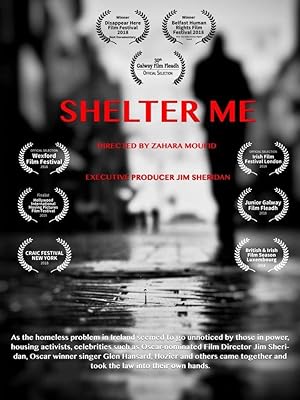 Winner
Disappear Here
Film Festival
2018
Winner
Belfast Human
Rights Film
Festival 2018
30th
Galway Film Fleadh
OFFICIAL SELECTION
SHELTER ME
DIRECTED BY ZAHARA MOUFID
EXECUTIVE PRODUCER JIM SHERIDAN
OFFICIAL SELECTION
Wexford
Film Festival
2018
OFFICIAL SELECTION
Irish Film
Festival London
2018
Finalist
Hollywood
International
Moving Pictures
Film Festival
2018
Junior Galway
Film Fleadh
2018
CRAIC FESTIVAL
NEW YORK
2018
British & Irish
Film Season
Luxembourg
2018
As the homeless problem in Ireland seemed to go unnoticed by those in power,
housing activists, celebrities such as Oscar-nominated Film Director Jim Sheri-
dan, Oscar winner singer Glen Hansard, Hozier and others came together and
took the law into their own hands.